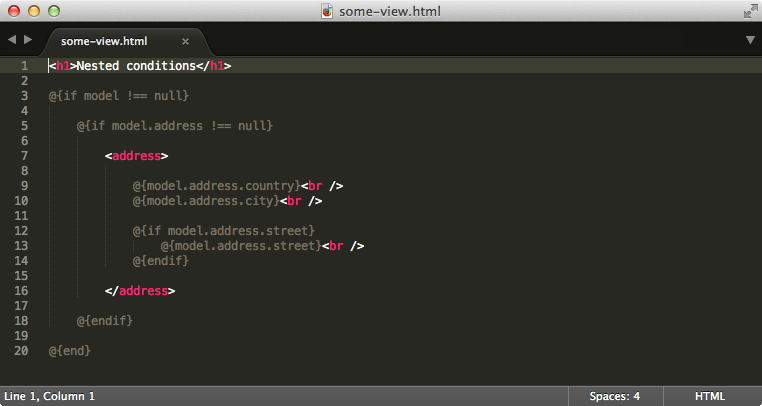 some-view.html
some-view.html ×
1 <h1>Nested conditions</h1>
2
3 @{if model !== null}
4
5     @{if model.address !== null}
6
7         <address>
8
9             @{model.address.country}<br />
10             @{model.address.city}<br />
11
12             @{if model.address.street}
13                 @{model.address.street}<br />
14             @{endif}
15
16         </address>
17
18     @{endif}
19
20 @{end}
Line 1, Column 1 Spaces: 4 HTML